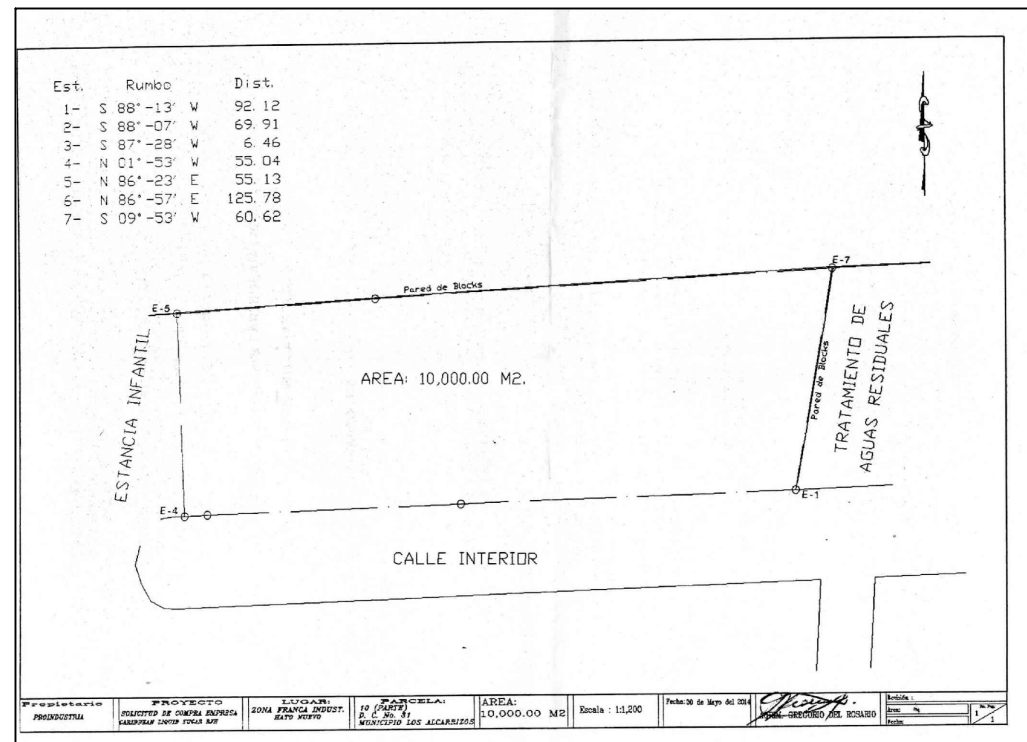 Est. Rumbo Dist.
1- S 88°-13' W 92.12
2- S 88°-07' W 69.91
3- S 87°-28' W 6.46
4- N 01°-53' W 55.04
5- N 86°-23' E 55.13
6- N 86°-57' E 125.78
7- S 09°-53' W 60.62
E-7
Pared de Blocks
E-5
ESTANCIA INFANTIL
AREA: 10,000.00 M2.
Pared de Blocks
TRATAMIENTO DE
AGUAS RESIDUALES
E-1
E-4
CALLE INTERIOR
Propietario
PROINDUSTRIA
PROYECTO
SOLICITUD DE COMPRA EMPRESA
LUGAR:
ZONA FRANCA INDUST.
HATO NUEVO
PARCELA:
10 (PARTE)
D. C. No. 31
MUNICIPIO LOS ALCARRIZOS
AREA:
10,000.00 M2
Escala : 1:1,200
Fecha: 30 de Mayo del 2014
GREGORIO DEL ROSARIO
Fecha:
1
1